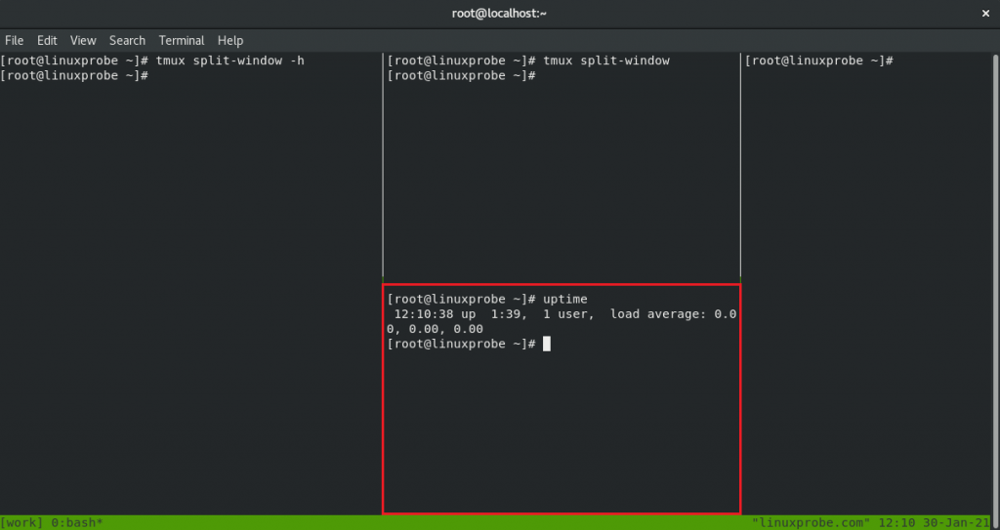 root@localhost:~
File Edit View Search Terminal Help
[root@linuxprobe ~]# tmux split-window -h
[root@linuxprobe ~]#
[root@linuxprobe ~]# tmux split-window
[root@linuxprobe ~]#
[root@linuxprobe ~]# uptime
 12:10:38 up  1:39,  1 user,  load average: 0.0
0, 0.00, 0.00
[root@linuxprobe ~]#
[root@linuxprobe ~]#
[work] 0:bash* "linuxprobe.com" 12:10 30-Jan-21